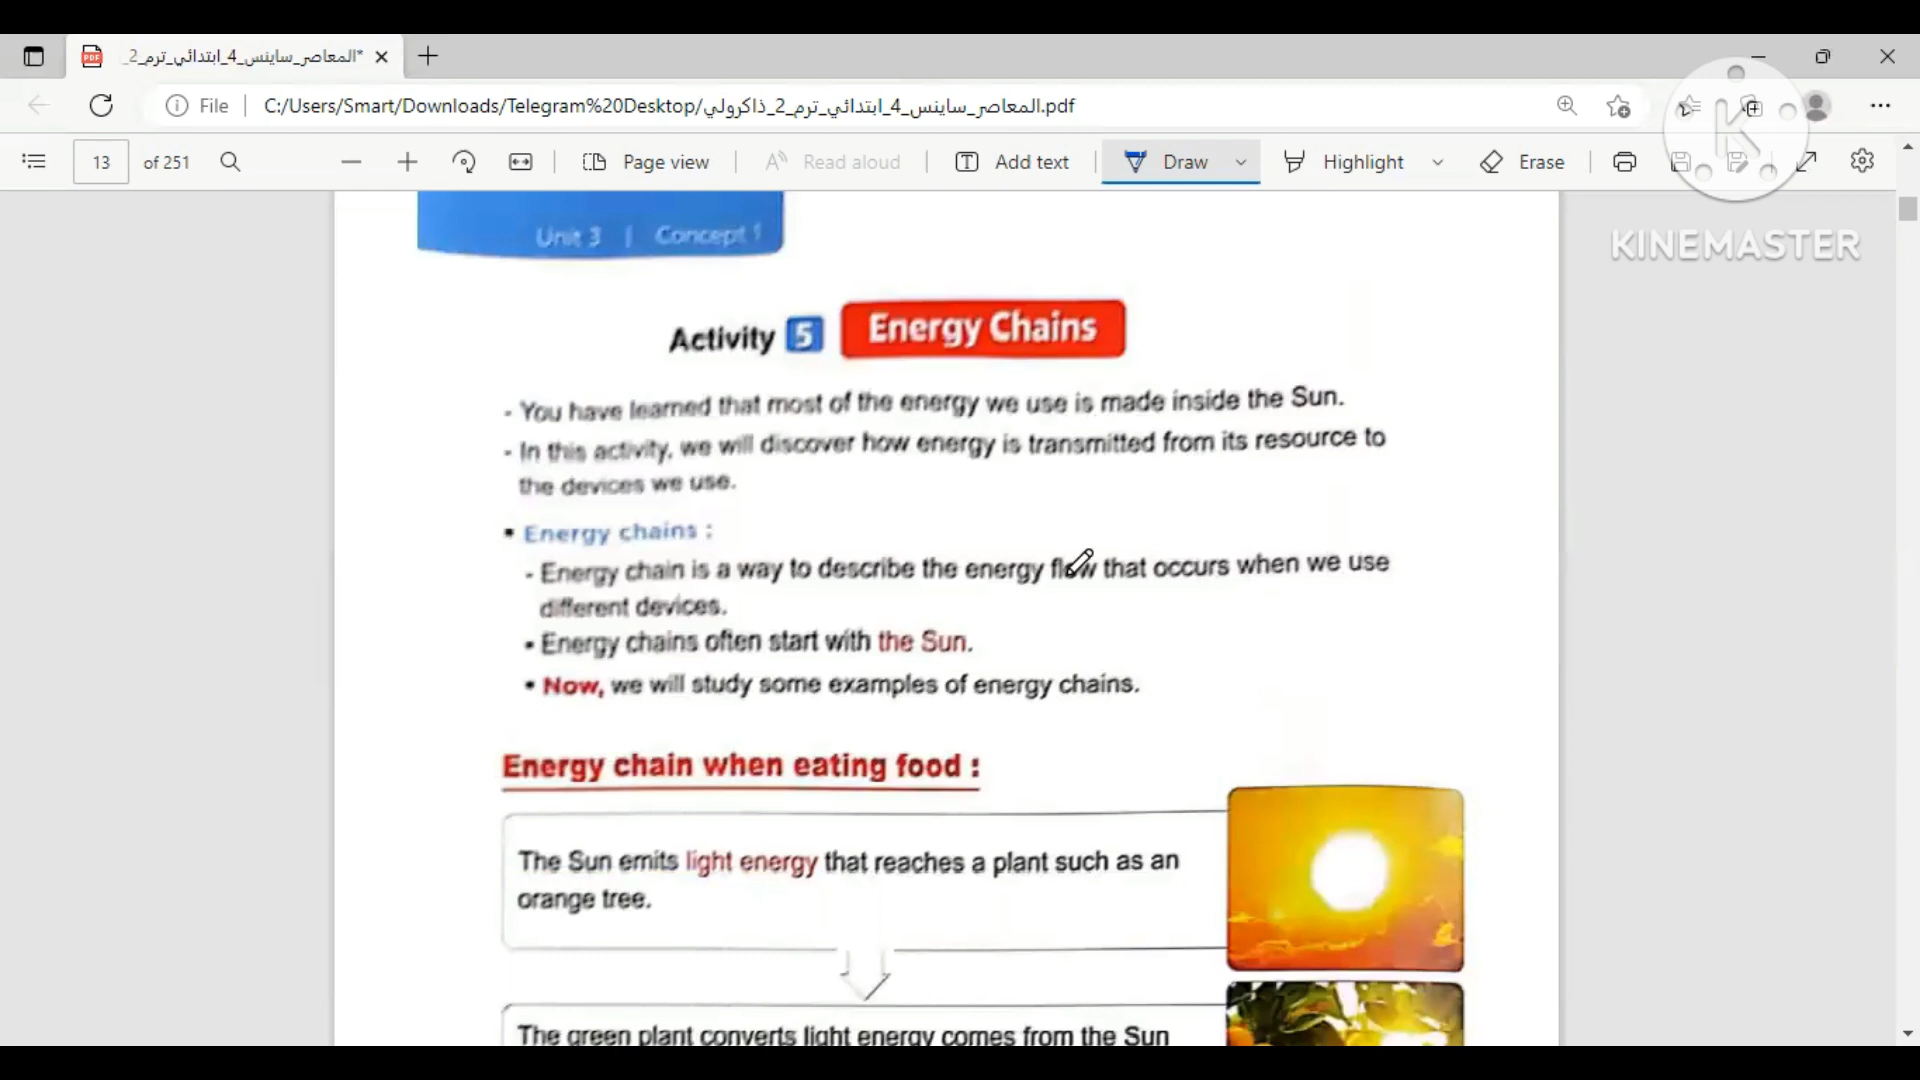 المعاصر_ساينس_4_ابتدائي_ترم_2_*
File
C:/Users/Smart/Downloads/Telegram%20Desktop/المعاصر_ساينس_4_ابتدائي_ترم_2_ذاكرولي.pdf
13 of 251
Page view
Read aloud
Add text
Draw
Highlight
Erase
K
KINEMASTER
Unit 3 | Concept 1
Activity 5 Energy Chains
- You have learned that most of the energy we use is made inside the Sun.
- In this activity, we will discover how energy is transmitted from its resource to
the devices we use.
▪ Energy chains :
- Energy chain is a way to describe the energy flow that occurs when we use
different devices.
▪ Energy chains often start with the Sun.
• Now, we will study some examples of energy chains.
Energy chain when eating food :
The Sun emits light energy that reaches a plant such as an
orange tree.
The green plant converts light energy comes from the Sun